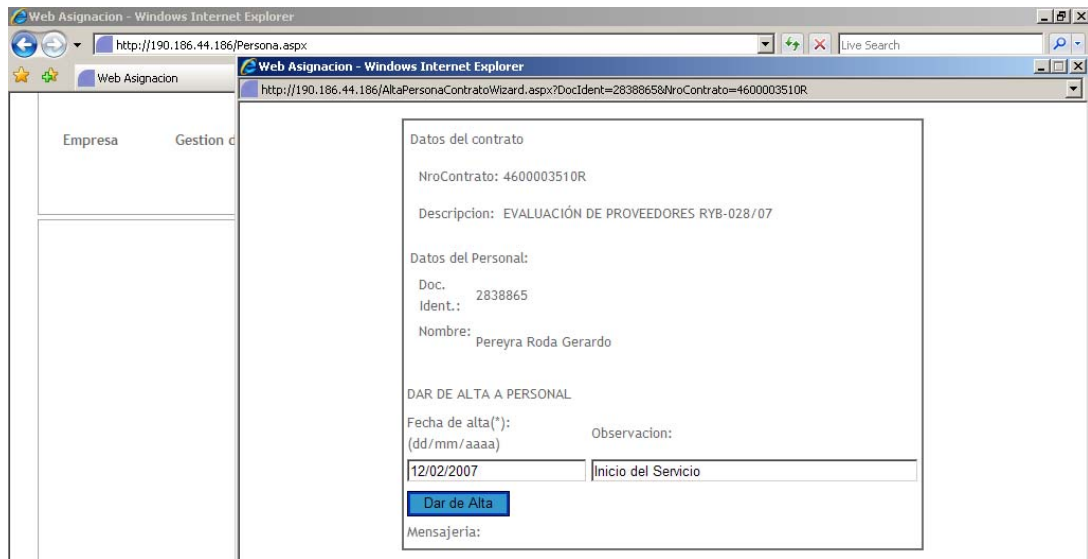 Web Asignacion - Windows Internet Explorer
http://190.186.44.186/Persona.aspx
Live Search
Web Asignacion
Web Asignacion - Windows Internet Explorer
http://190.186.44.186/AltaPersonaContratoWizard.aspx?DocIdent=2838865&NroContrato=4600003510R
Empresa
Gestion d
Datos del contrato
NroContrato: 4600003510R
Descripcion: EVALUACIÓN DE PROVEEDORES RYB-028/07
Datos del Personal:
Doc.
Ident.: 2838865
Nombre: Pereyra Roda Gerardo
DAR DE ALTA A PERSONAL
Fecha de alta(*):
(dd/mm/aaaa)
Observacion:
12/02/2007
Inicio del Servicio
Dar de Alta
Mensajeria: